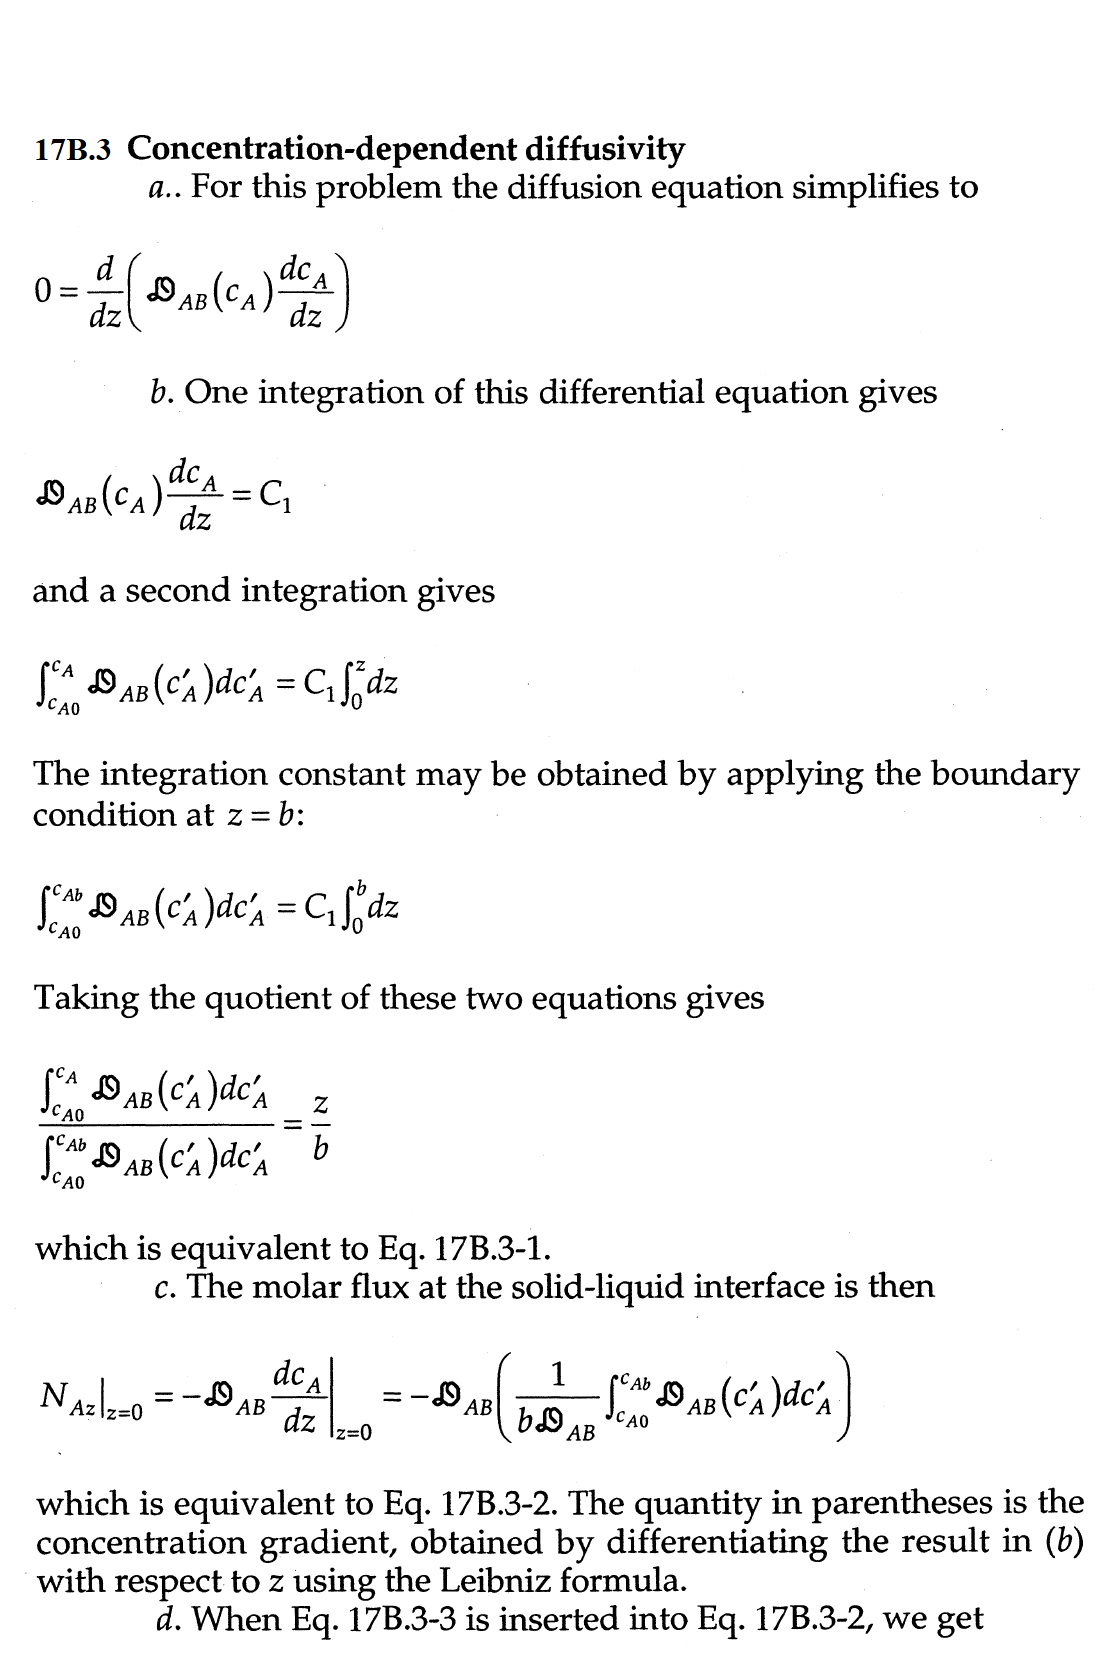 17B.3 Concentration-dependent diffusivity
a.. For this problem the diffusion equation simplifies to
0 = d/dz ( 𝒟_AB(c_A) dc_A/dz )
b. One integration of this differential equation gives
𝒟_AB(c_A) dc_A/dz = C₁
and a second integration gives
∫_{c_A0}^{c_A} 𝒟_AB(c′_A)dc′_A = C₁∫_0^z dz
The integration constant may be obtained by applying the boundary
condition at z = b:
∫_{c_A0}^{c_Ab} 𝒟_AB(c′_A)dc′_A = C₁∫_0^b dz
Taking the quotient of these two equations gives
∫_{c_A0}^{c_A} 𝒟_AB(c′_A)dc′_A / ∫_{c_A0}^{c_Ab} 𝒟_AB(c′_A)dc′_A = z/b
which is equivalent to Eq. 17B.3-1.
c. The molar flux at the solid-liquid interface is then
N_Az|_{z=0} = −𝒟_AB dc_A/dz|_{z=0} = −𝒟_AB ( 1/(b𝒟_AB) ∫_{c_A0}^{c_Ab} 𝒟_AB(c′_A)dc′_A )
which is equivalent to Eq. 17B.3-2. The quantity in parentheses is the
concentration gradient, obtained by differentiating the result in (b)
with respect to z using the Leibniz formula.
d. When Eq. 17B.3-3 is inserted into Eq. 17B.3-2, we get